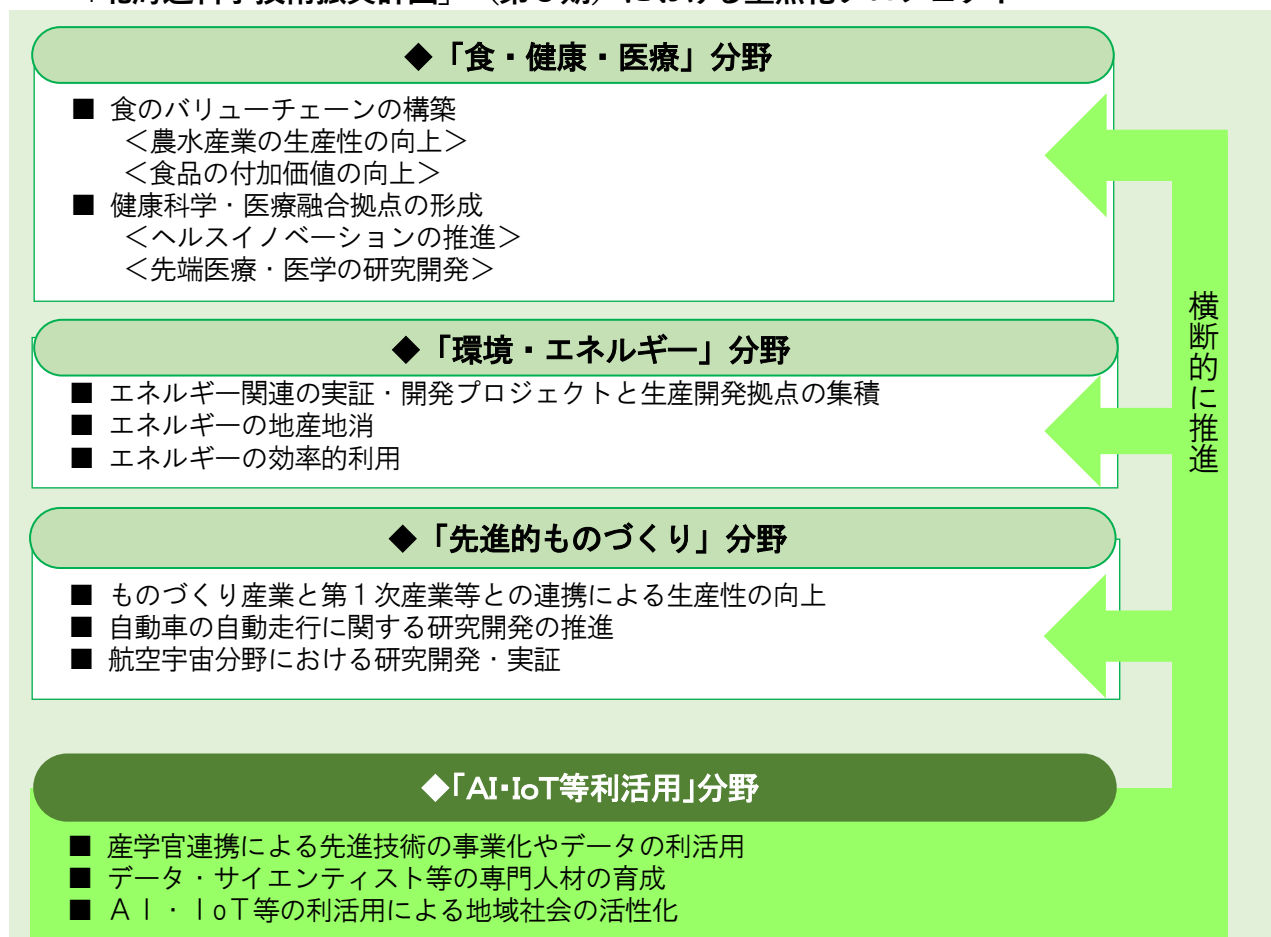 ◆「食・健康・医療」分野
■ 食のバリューチェーンの構築
＜農水産業の生産性の向上＞
＜食品の付加価値の向上＞
■ 健康科学・医療融合拠点の形成
＜ヘルスイノベーションの推進＞
＜先端医療・医学の研究開発＞
◆「環境・エネルギー」分野
■ エネルギー関連の実証・開発プロジェクトと生産開発拠点の集積
■ エネルギーの地産地消
■ エネルギーの効率的利用
◆「先進的ものづくり」分野
■ ものづくり産業と第１次産業等との連携による生産性の向上
■ 自動車の自動走行に関する研究開発の推進
■ 航空宇宙分野における研究開発・実証
横断的に推進
◆「AI・IoT等利活用」分野
■ 産学官連携による先進技術の事業化やデータの利活用
■ データ・サイエンティスト等の専門人材の育成
■ ＡＩ・ＩoＴ等の利活用による地域社会の活性化